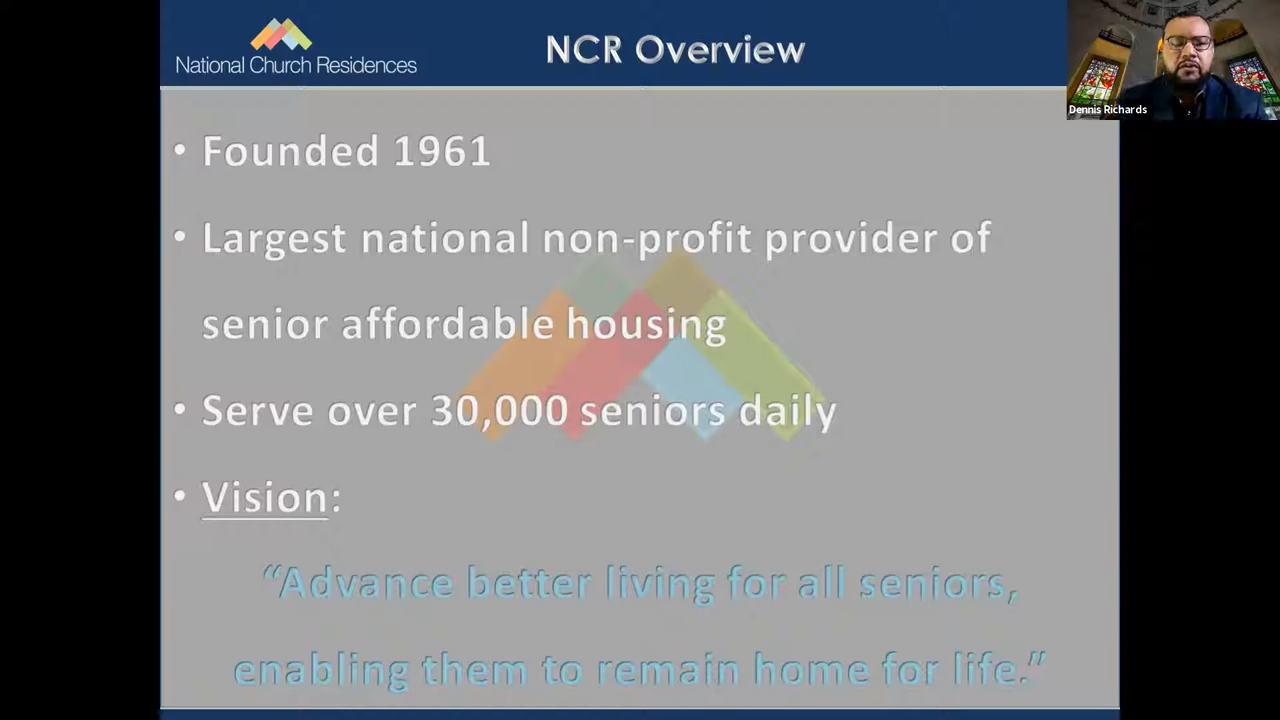 National Church Residences
NCR Overview
Dennis Richards
• Founded 1961
• Largest national non-profit provider of
senior affordable housing
• Serve over 30,000 seniors daily
• Vision:
“Advance better living for all seniors,
enabling them to remain home for life.”